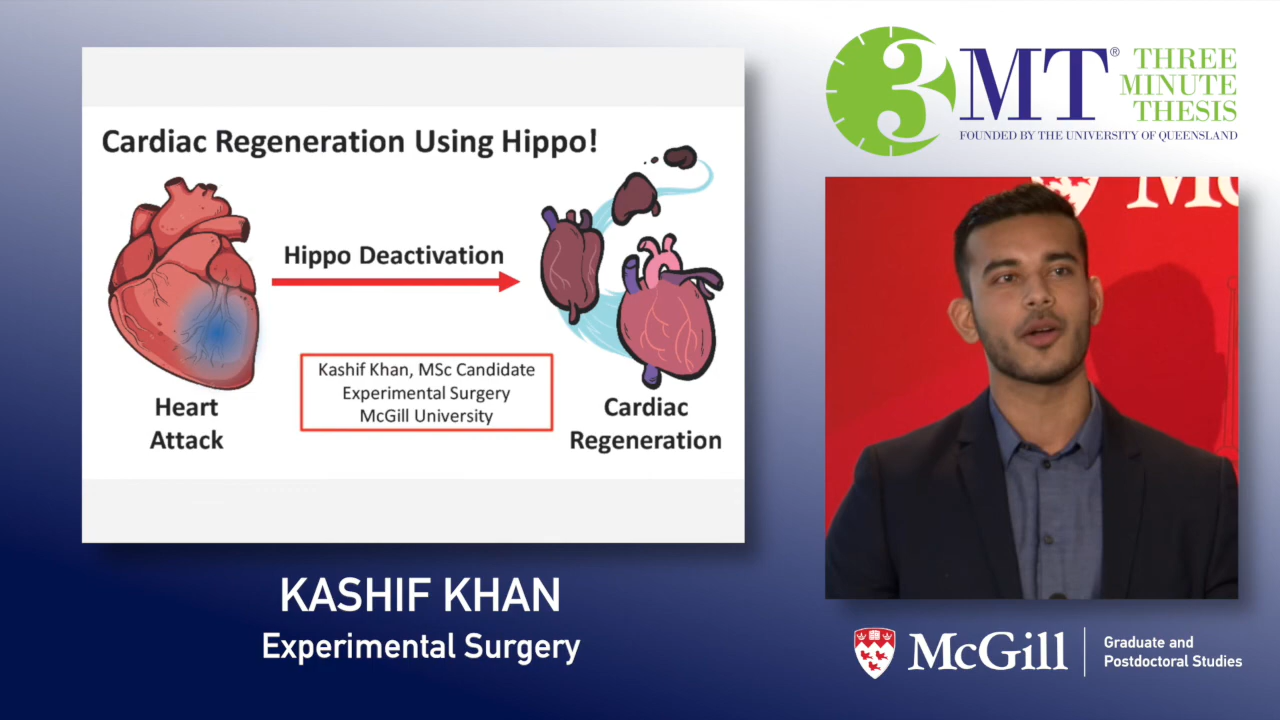 Cardiac Regeneration Using Hippo!
Hippo Deactivation
Kashif Khan, MSc Candidate
Experimental Surgery
McGill University
Heart
Attack
Cardiac
Regeneration
KASHIF KHAN
Experimental Surgery
3MT® THREE
MINUTE
THESIS
FOUNDED BY THE UNIVERSITY OF QUEENSLAND
McG
McGill
Graduate and
Postdoctoral Studies